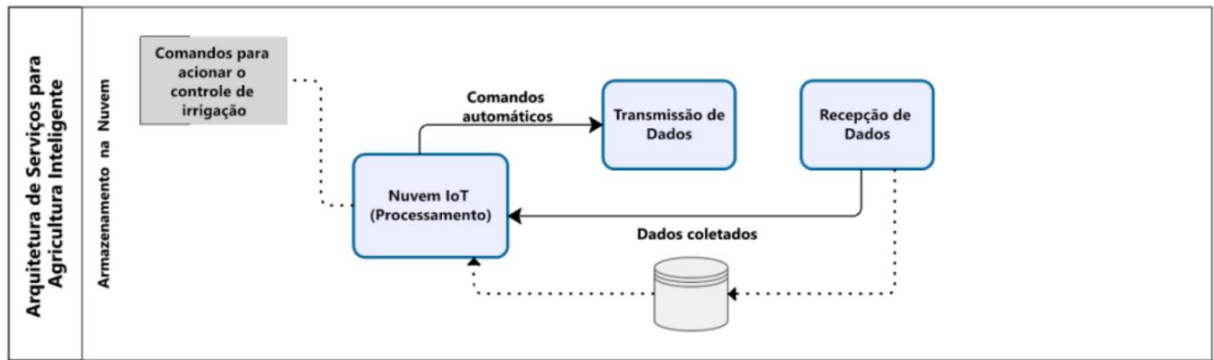 Arquitetura de Serviços para
Agricultura Inteligente
Armazenamento na Nuvem
Comandos para
acionar o
controle de
irrigação
Comandos
automáticos
Transmissão de
Dados
Recepção de
Dados
Nuvem IoT
(Processamento)
Dados coletados